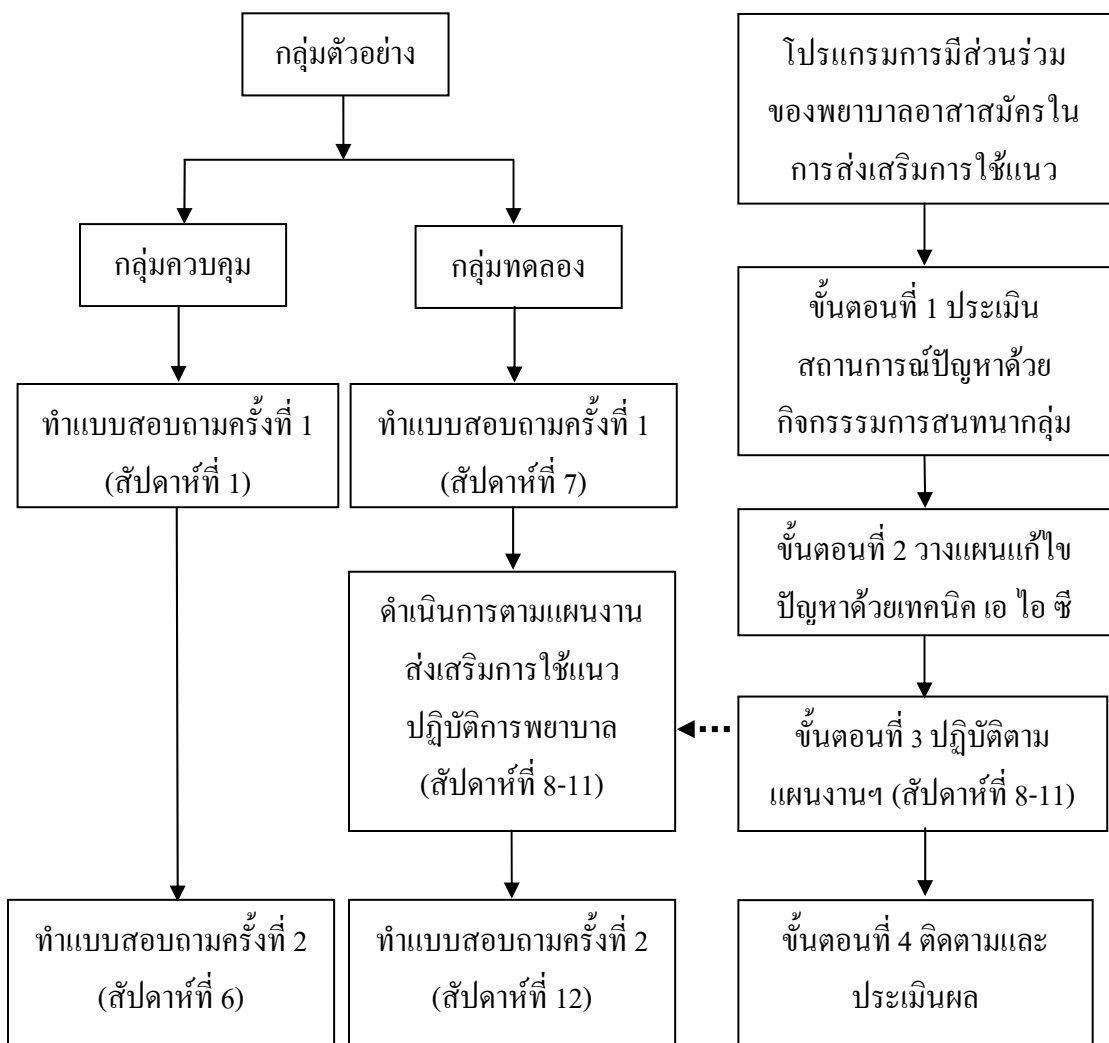 กลุ่มตัวอย่าง
กลุ่มควบคุม
กลุ่มทดลอง
ทำแบบสอบถามครั้งที่ 1
(สัปดาห์ที่ 1)
ทำแบบสอบถามครั้งที่ 1
(สัปดาห์ที่ 7)
ดำเนินการตามแผนงาน
ส่งเสริมการใช้แนว
ปฏิบัติการพยาบาล
(สัปดาห์ที่ 8-11)
ทำแบบสอบถามครั้งที่ 2
(สัปดาห์ที่ 6)
ทำแบบสอบถามครั้งที่ 2
(สัปดาห์ที่ 12)
โปรแกรมการมีส่วนร่วม
ของพยาบาลอาสาสมัครใน
การส่งเสริมการใช้แนว
ขั้นตอนที่ 1 ประเมิน
สถานการณ์ปัญหาด้วย
กิจกรรรมการสนทนากลุ่ม
ขั้นตอนที่ 2 วางแผนแก้ไข
ปัญหาด้วยเทคนิค เอ ไอ ซี
ขั้นตอนที่ 3 ปฏิบัติตาม
แผนงานฯ (สัปดาห์ที่ 8-11)
ขั้นตอนที่ 4 ติดตามและ
ประเมินผล